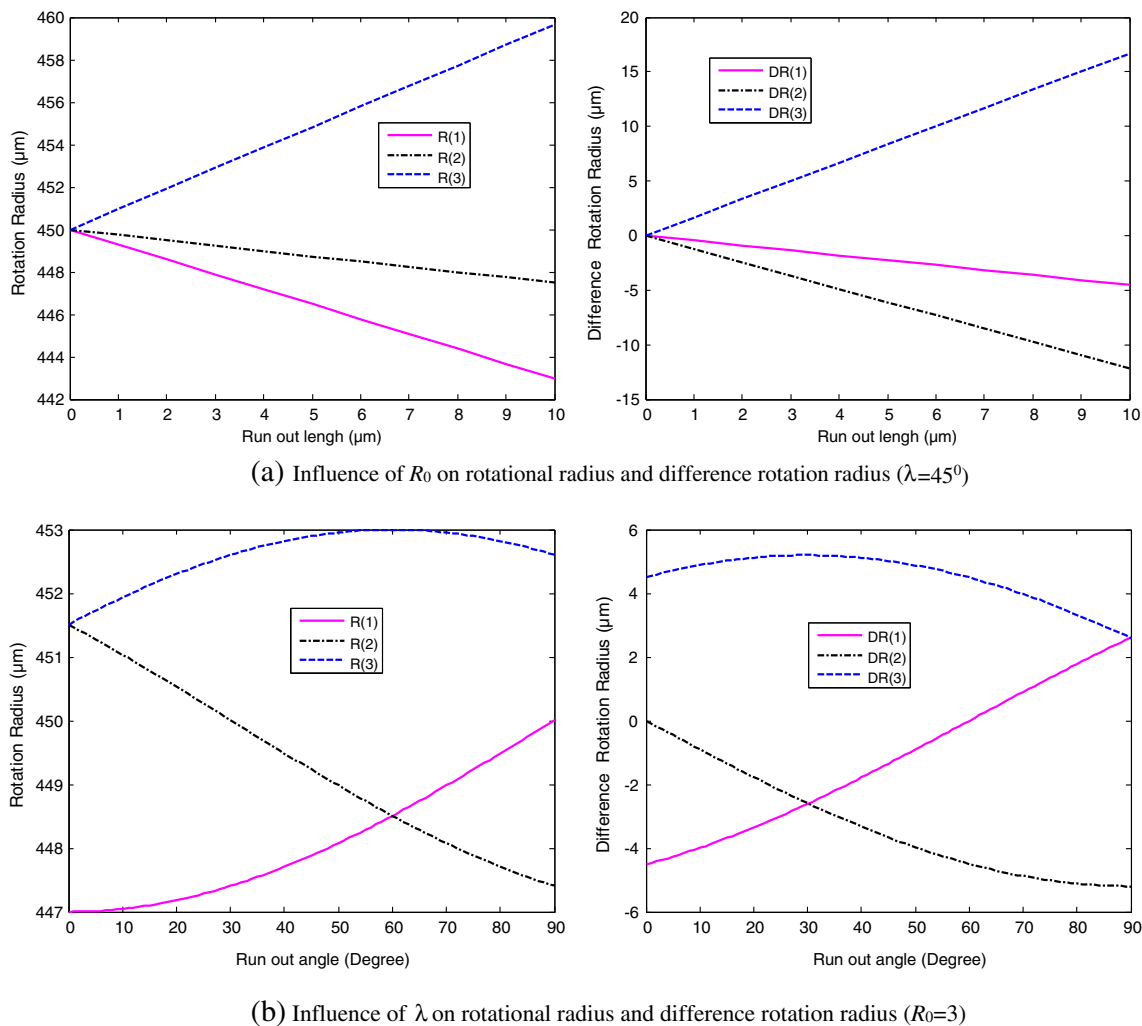 460
458
456
454
452
450
448
446
444
442
Rotation Radius (μm)
R(1)
R(2)
R(3)
0 1 2 3 4 5 6 7 8 9 10
Run out lengh (μm)
20
15
10
5
0
-5
-10
-15
Difference Rotation Radius (μm)
DR(1)
DR(2)
DR(3)
0 1 2 3 4 5 6 7 8 9 10
Run out lengh (μm)
(a) Influence of R₀ on rotational radius and difference rotation radius (λ=45⁰)
453
452
451
450
449
448
447
Rotation Radius (μm)
R(1)
R(2)
R(3)
0 10 20 30 40 50 60 70 80 90
Run out angle (Degree)
6
4
2
0
-2
-4
-6
Difference Rotation Radius (μm)
DR(1)
DR(2)
DR(3)
0 10 20 30 40 50 60 70 80 90
Run out angle (Degree)
(b) Influence of λ on rotational radius and difference rotation radius (R₀=3)